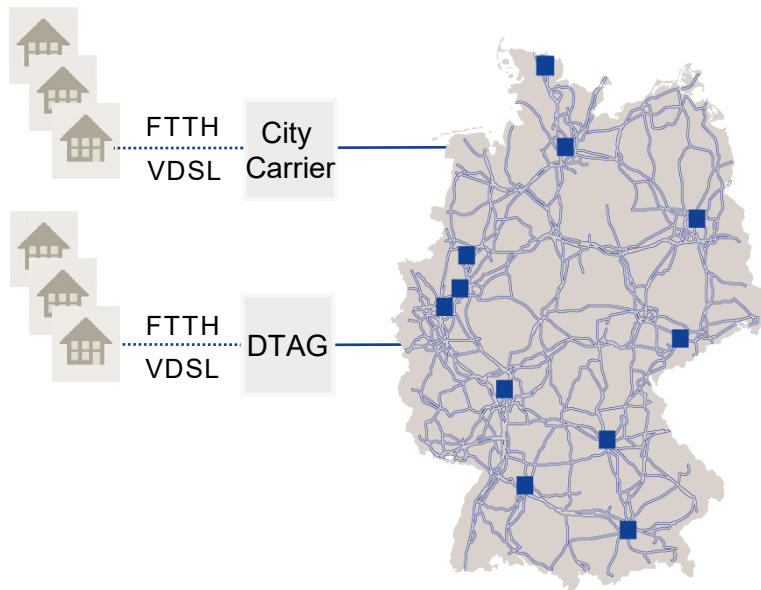 FTTH
VDSL
City
Carrier
FTTH
VDSL
DTAG